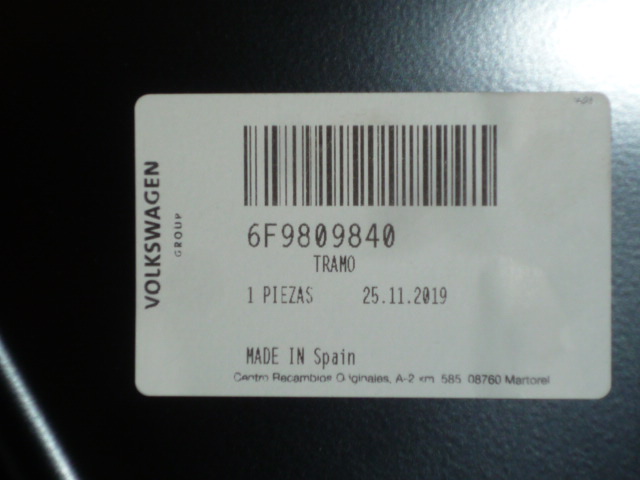 VOLKSWAGEN
GROUP
6F9809840
TRAMO
1 PIEZAS 25.11.2019
MADE IN Spain
Centro Recambios Originales, A-2 km. 585, 08760 Martorell